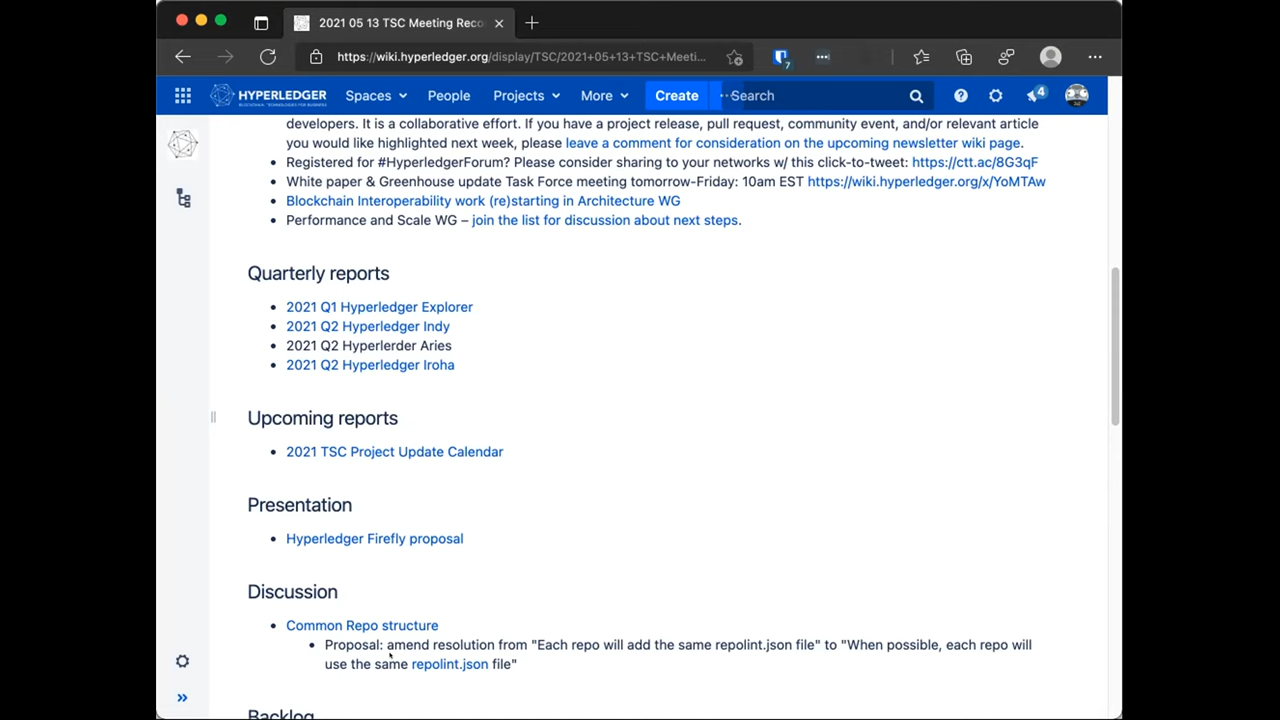 2021 05 13 TSC Meeting Reco
https://wiki.hyperledger.org/display/TSC/2021+05+13+TSC+Meeti...
7
HYPERLEDGER
BLOCKCHAIN TECHNOLOGIES FOR BUSINESS
Spaces
People
Projects
More
Create
Search
4
developers. It is a collaborative effort. If you have a project release, pull request, community event, and/or relevant article
you would like highlighted next week, please leave a comment for consideration on the upcoming newsletter wiki page.
• Registered for #HyperledgerForum? Please consider sharing to your networks w/ this click-to-tweet: https://ctt.ac/8G3qF
• White paper & Greenhouse update Task Force meeting tomorrow-Friday: 10am EST https://wiki.hyperledger.org/x/YoMTAw
• Blockchain Interoperability work (re)starting in Architecture WG
• Performance and Scale WG – join the list for discussion about next steps.
Quarterly reports
• 2021 Q1 Hyperledger Explorer
• 2021 Q2 Hyperledger Indy
• 2021 Q2 Hyperlerder Aries
• 2021 Q2 Hyperledger Iroha
Upcoming reports
• 2021 TSC Project Update Calendar
Presentation
• Hyperledger Firefly proposal
Discussion
• Common Repo structure
• Proposal: amend resolution from "Each repo will add the same repolint.json file" to "When possible, each repo will
use the same repolint.json file"
Backlog